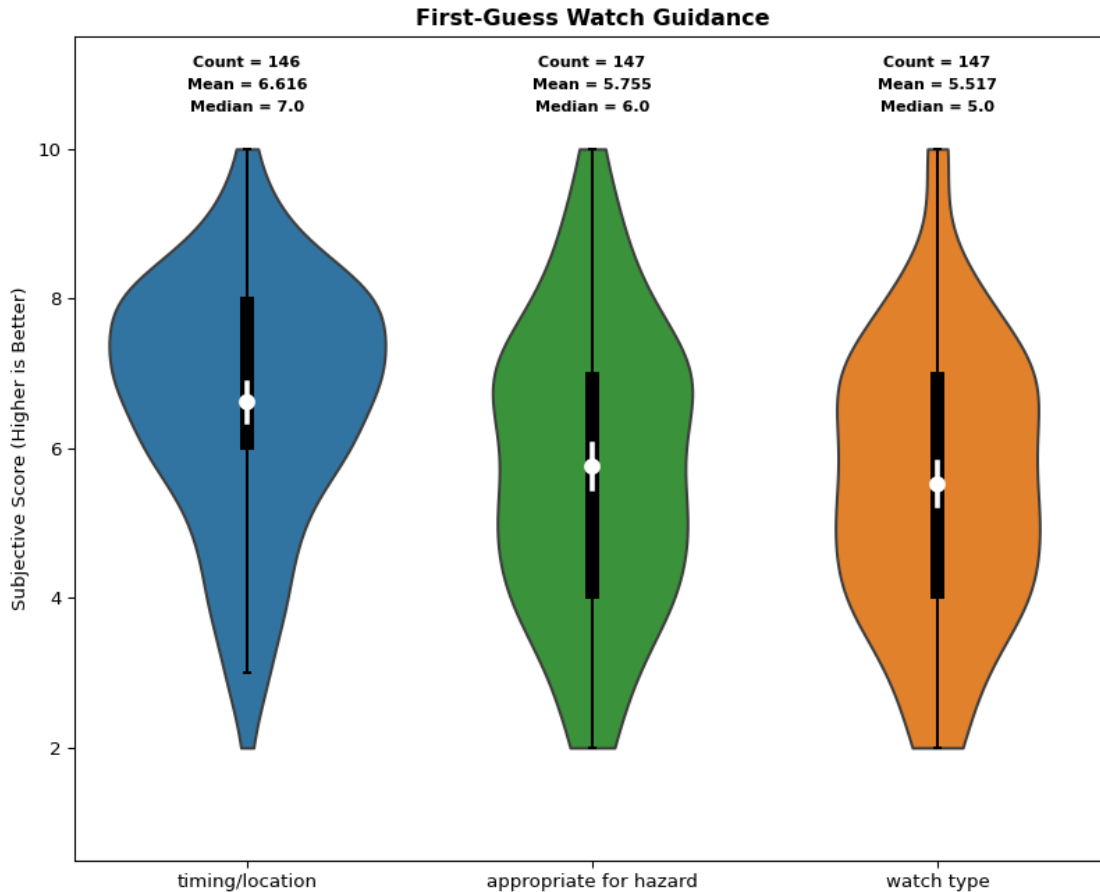 First-Guess Watch Guidance
Count = 146
Mean = 6.616
Median = 7.0
Count = 147
Mean = 5.755
Median = 6.0
Count = 147
Mean = 5.517
Median = 5.0
Subjective Score (Higher is Better)
10
8
6
4
2
timing/location
appropriate for hazard
watch type